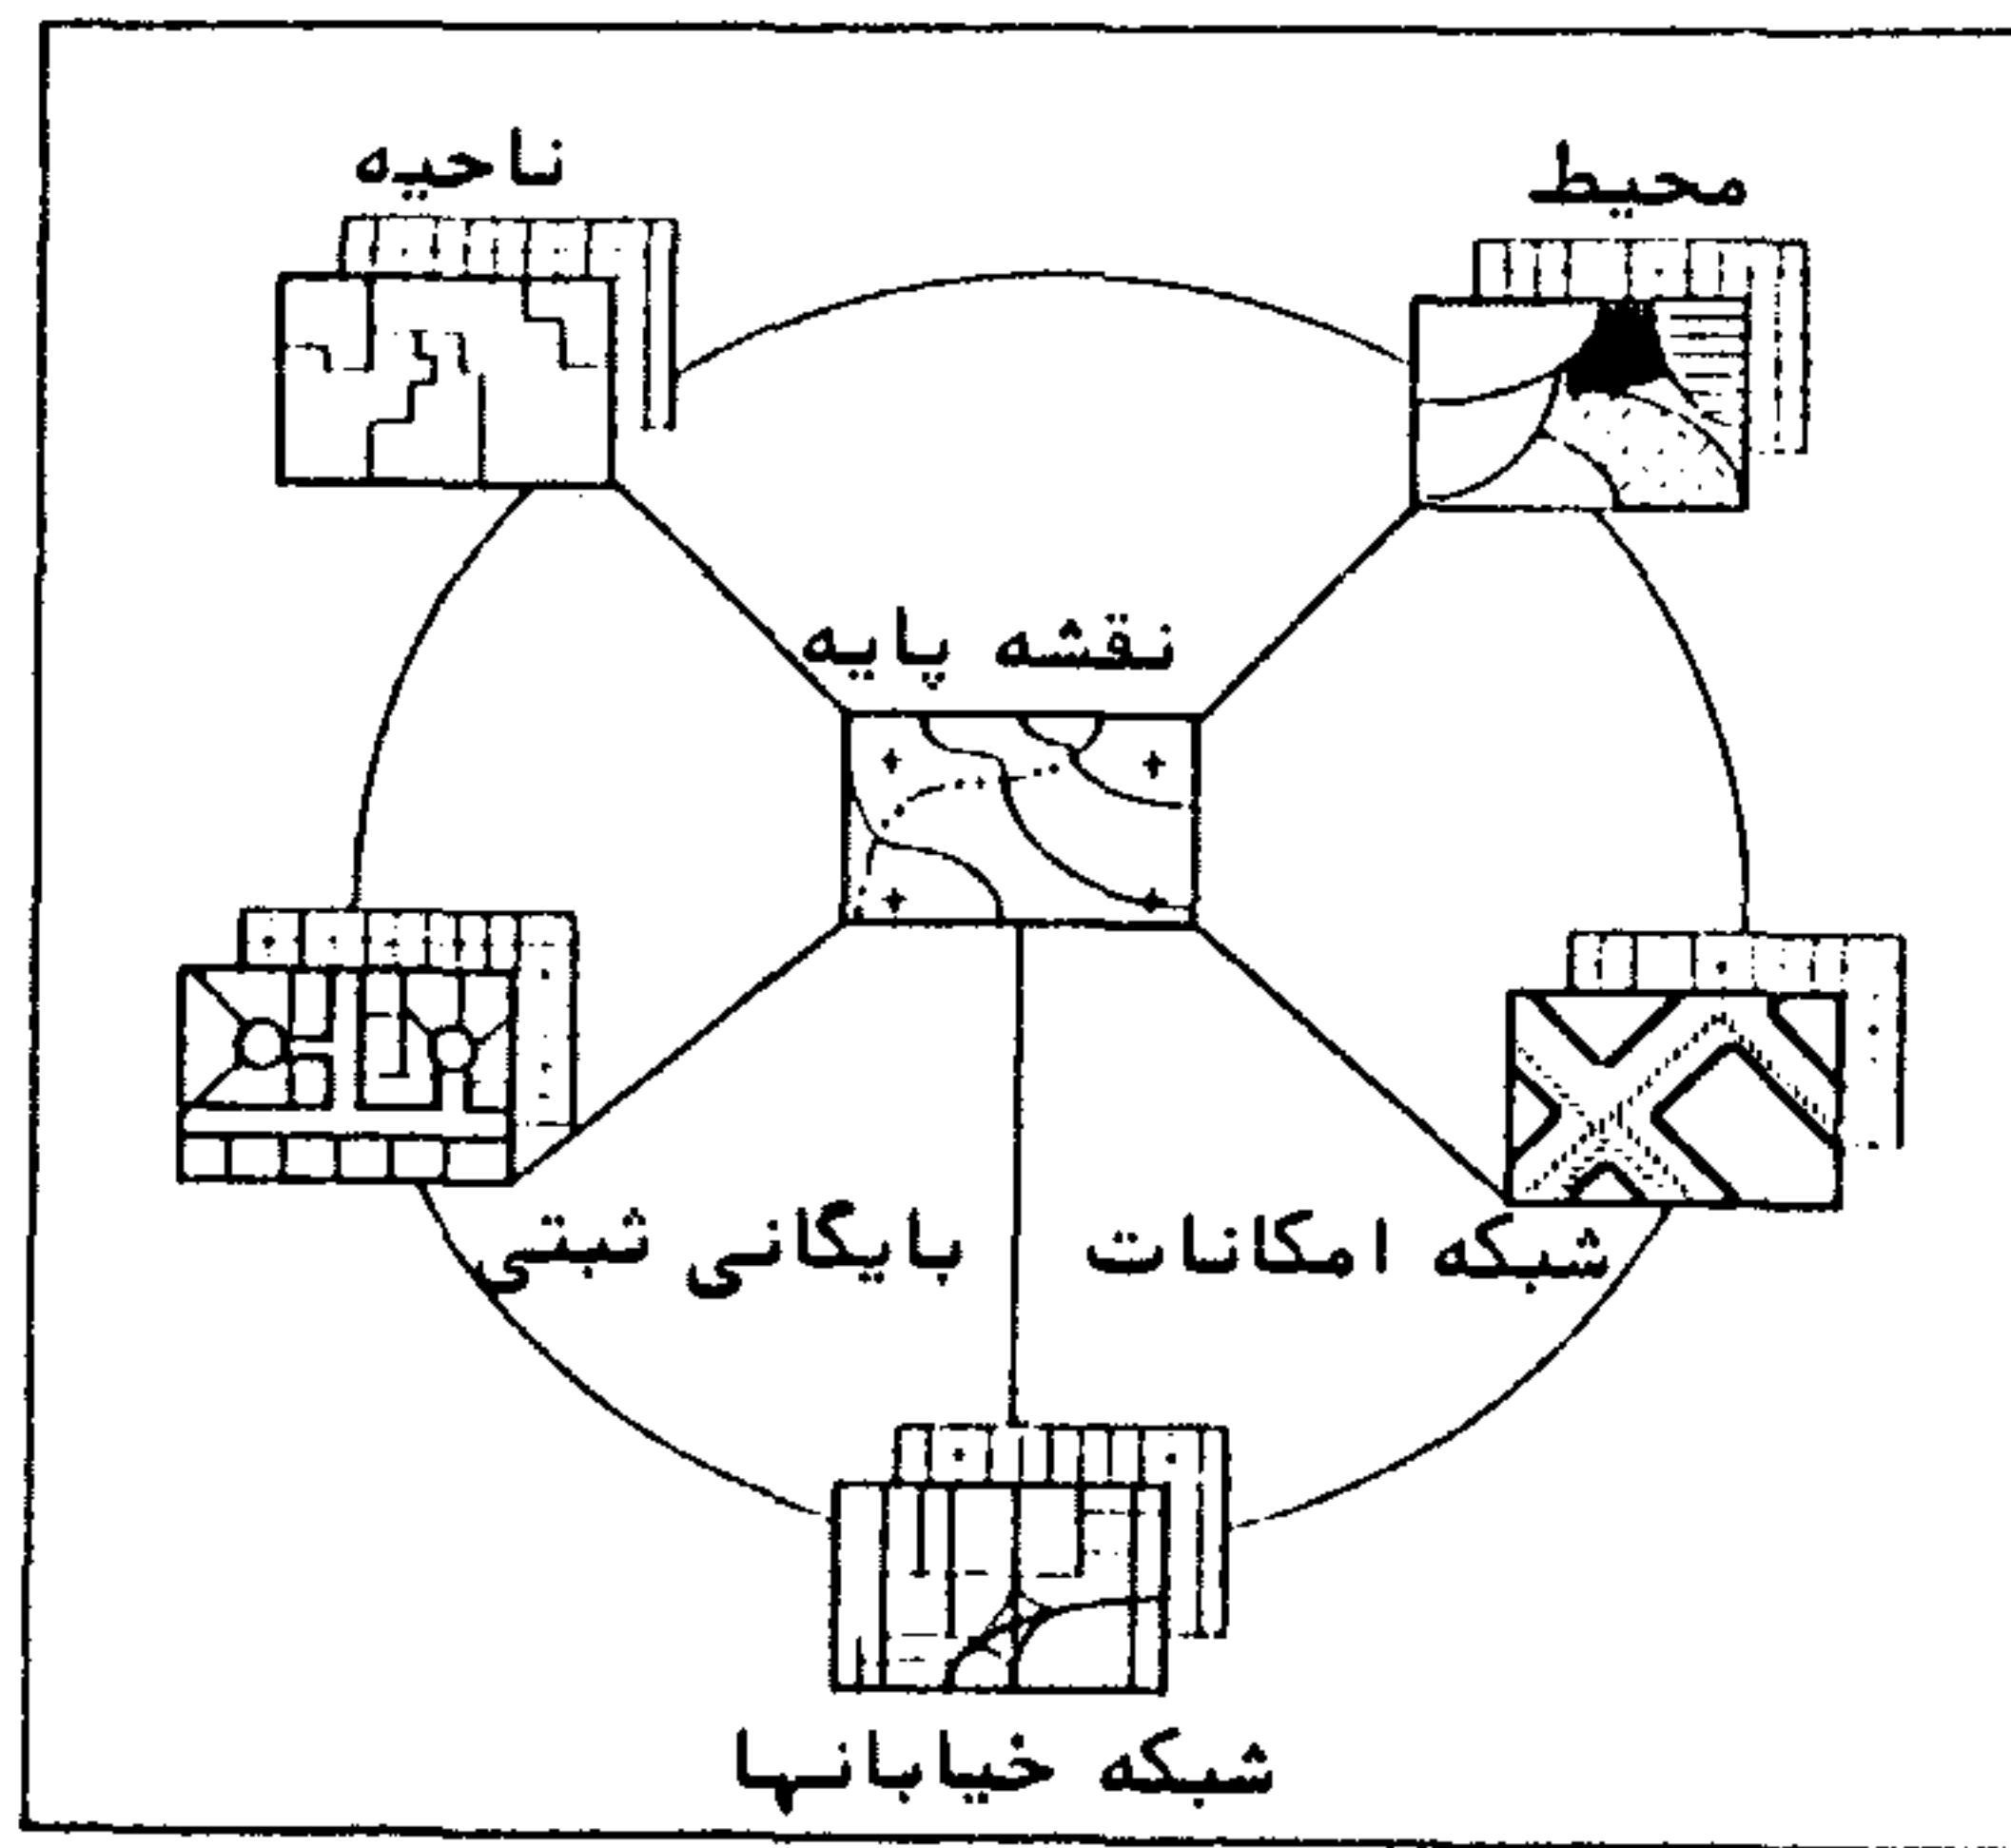 محیط
ناحیه
نقشه پایه
شبکه امکانات
پایگانی ثبتی
شبکه خیابانها